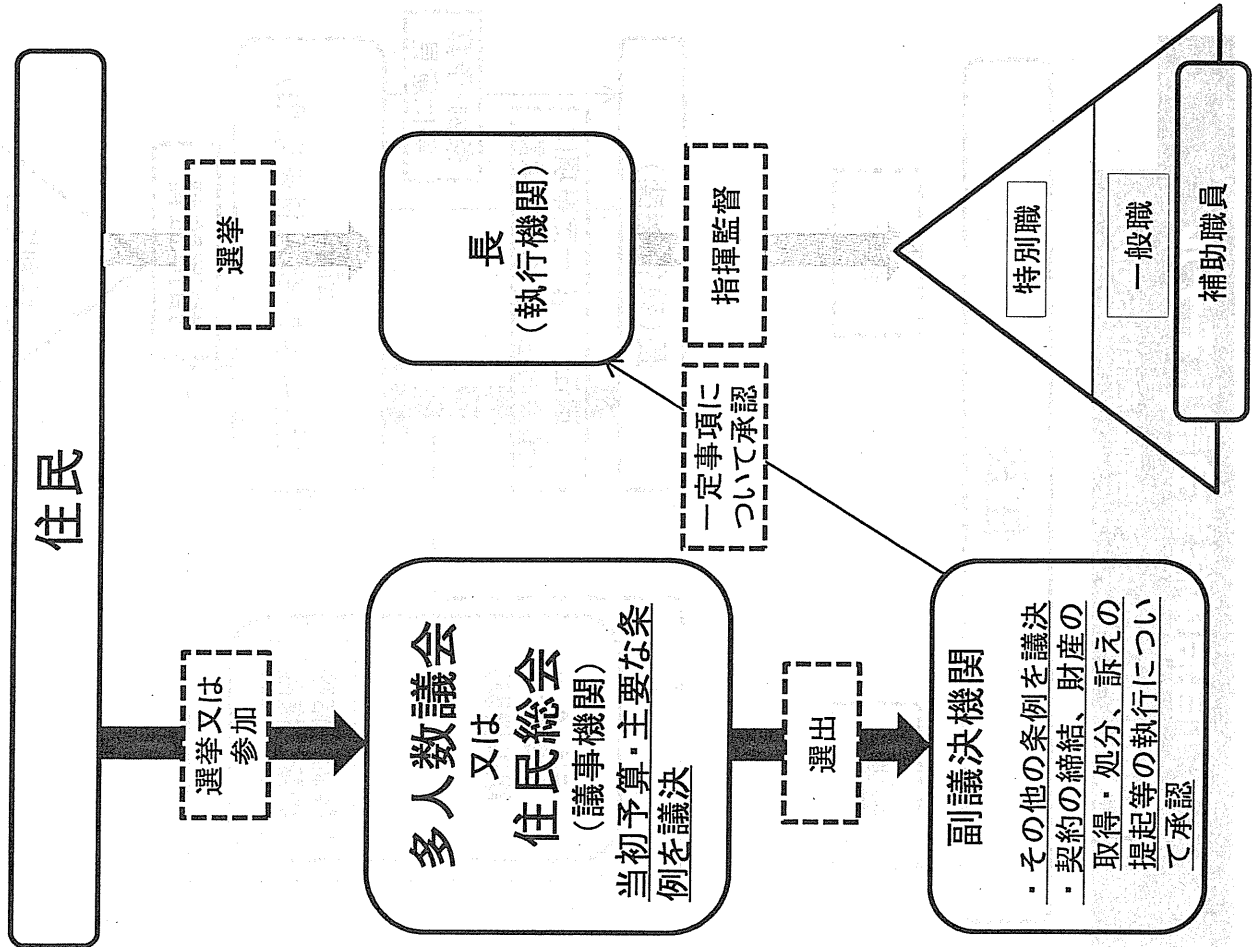 住民
選挙又は
参加
選挙
多人数議会
又は
住民総会
(議事機関)
当初予算・主要な条
例を議決
長
(執行機関)
選出
一定事項に
ついて承認
指揮監督
副議決機関
・その他の条例を議決
・契約の締結、財産の
取得・処分、訴えの
提起等の執行につい
て承認
特別職
一般職
補助職員